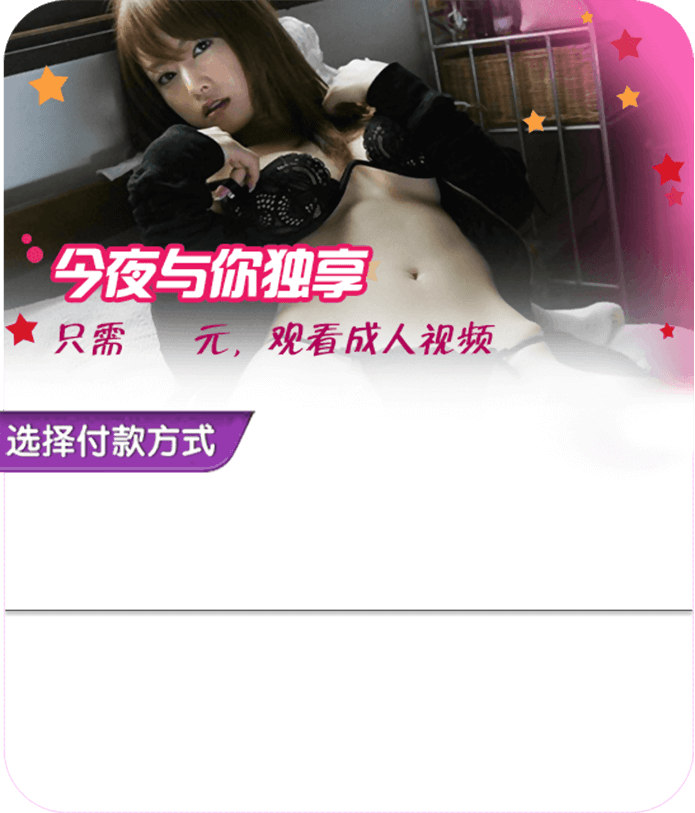 今夜与你独享
只需 元，观看成人视频
选择付款方式